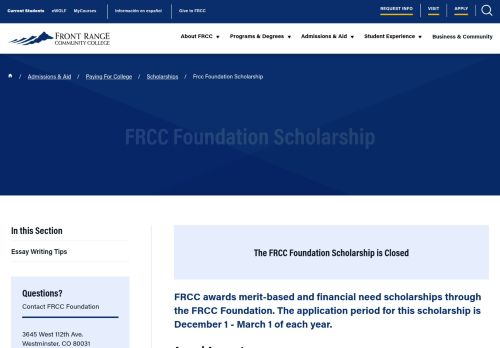 Current Students eWOLF MyCourses Información en español Give to FRCC REQUEST INFO VISIT APPLY
FRONT RANGE
COMMUNITY COLLEGE
About FRCC Programs & Degrees Admissions & Aid Student Experience Business & Community
/ Admissions & Aid / Paying For College / Scholarships / Frcc Foundation Scholarship
FRCC Foundation Scholarship
In this Section
Essay Writing Tips
The FRCC Foundation Scholarship is Closed
Questions?
Contact FRCC Foundation
3645 West 112th Ave.
Westminster, CO 80031
FRCC awards merit-based and financial need scholarships through
the FRCC Foundation. The application period for this scholarship is
December 1 - March 1 of each year.